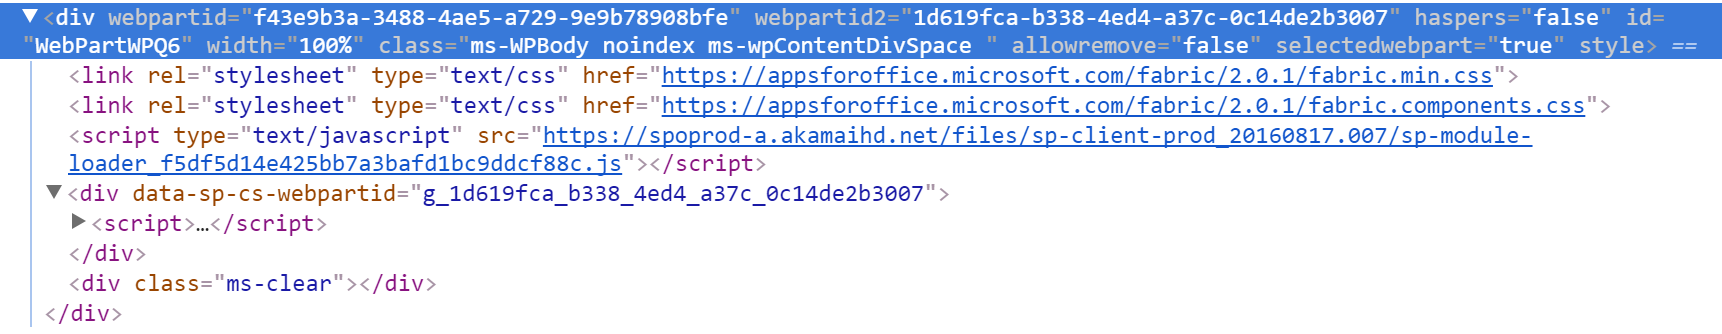 ▼<div webpartid="f43e9b3a-3488-4ae5-a729-9e9b78908bfe" webpartid2="1d619fca-b338-4ed4-a37c-0c14de2b3007" haspers="false" id=
"WebPartWPQ6" width="100%" class="ms-WPBody noindex ms-wpContentDivSpace " allowremove="false" selectedwebpart="true" style> ==
<link rel="stylesheet" type="text/css" href="https://appsforoffice.microsoft.com/fabric/2.0.1/fabric.min.css">
<link rel="stylesheet" type="text/css" href="https://appsforoffice.microsoft.com/fabric/2.0.1/fabric.components.css">
<script type="text/javascript" src="https://spoprod-a.akamaihd.net/files/sp-client-prod_20160817.007/sp-module-
loader_f5df5d14e425bb7a3bafd1bc9ddcf88c.js"></script>
▼<div data-sp-cs-webpartid="g_1d619fca_b338_4ed4_a37c_0c14de2b3007">
▶<script>…</script>
</div>
<div class="ms-clear"></div>
</div>